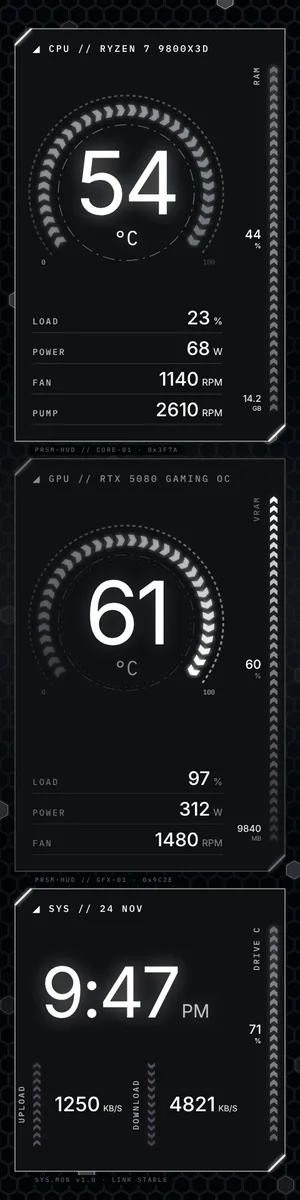 CPU // RYZEN 7 9800X3D
RAM
54
°C
0 100
44
%
LOAD 23 %
POWER 68 W
FAN 1140 RPM
PUMP 2610 RPM
14.2
GB
PRSM-HUD // CORE-01 · 0x3F7A
GPU // RTX 5080 GAMING OC
VRAM
61
°C
0 100
60
%
LOAD 97 %
POWER 312 W
FAN 1480 RPM
9840
MB
PRSM-HUD // GFX-01 · 0x9C2E
SYS // 24 NOV
DRIVE C
9:47 PM
71
%
UPLOAD 1250 KB/S
DOWNLOAD 4821 KB/S
SYS.MON v1.0 · LINK STABLE